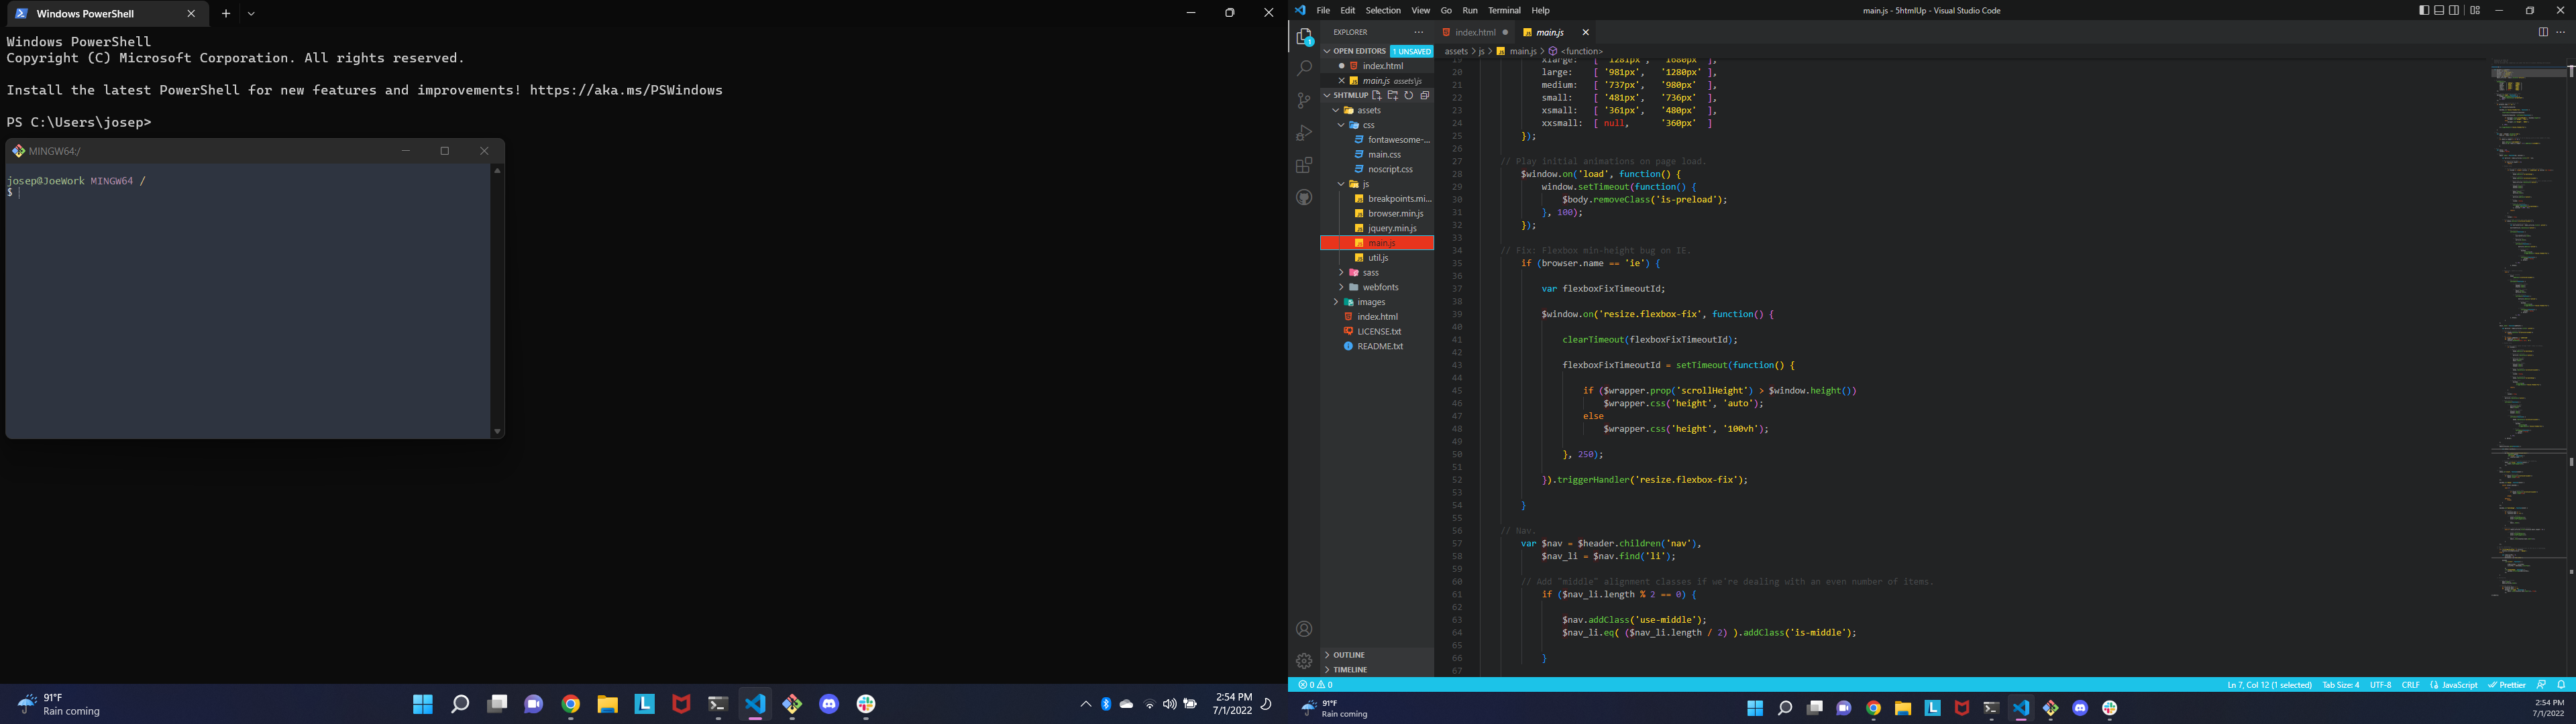 Windows PowerShell
Windows PowerShell
Copyright (C) Microsoft Corporation. All rights reserved.
Install the latest PowerShell for new features and improvements! https://aka.ms/PSWindows
PS C:\Users\josep>
MINGW64:/
josep@JoeWork MINGW64 /
$
91°F
Rain coming
2:54 PM
7/1/2022
File Edit Selection View Go Run Terminal Help
main.js - 5htmlUp - Visual Studio Code
EXPLORER
index.html
main.js
OPEN EDITORS 1 UNSAVED
index.html
main.js assets\js
5HTMLUP
assets
css
fontawesome-...
main.css
noscript.css
js
breakpoints.mi...
browser.min.js
jquery.min.js
main.js
util.js
sass
webfonts
images
index.html
LICENSE.txt
README.txt
OUTLINE
TIMELINE
assets > js > main.js > <function>
19 xlarge: [ '1281px', '1680px' ],
20 large: [ '981px', '1280px' ],
21 medium: [ '737px', '980px' ],
22 small: [ '481px', '736px' ],
23 xsmall: [ '361px', '480px' ],
24 xxsmall: [ null, '360px' ]
25 });
26
27 // Play initial animations on page load.
28 $window.on('load', function() {
29 window.setTimeout(function() {
30 $body.removeClass('is-preload');
31 }, 100);
32 });
33
34 // Fix: Flexbox min-height bug on IE.
35 if (browser.name == 'ie') {
36
37 var flexboxFixTimeoutId;
38
39 $window.on('resize.flexbox-fix', function() {
40
41 clearTimeout(flexboxFixTimeoutId);
42
43 flexboxFixTimeoutId = setTimeout(function() {
44
45 if ($wrapper.prop('scrollHeight') > $window.height())
46 $wrapper.css('height', 'auto');
47 else
48 $wrapper.css('height', '100vh');
49
50 }, 250);
51
52 }).triggerHandler('resize.flexbox-fix');
53
54 }
55
56 // Nav.
57 var $nav = $header.children('nav'),
58 $nav_li = $nav.find('li');
59
60 // Add "middle" alignment classes if we're dealing with an even number of items.
61 if ($nav_li.length % 2 == 0) {
62
63 $nav.addClass('use-middle');
64 $nav_li.eq( ($nav_li.length / 2) ).addClass('is-middle');
65
66 }
67
0 0
Ln 7, Col 12 (1 selected) Tab Size: 4 UTF-8 CRLF JavaScript Prettier
91°F
Rain coming
2:54 PM
7/1/2022